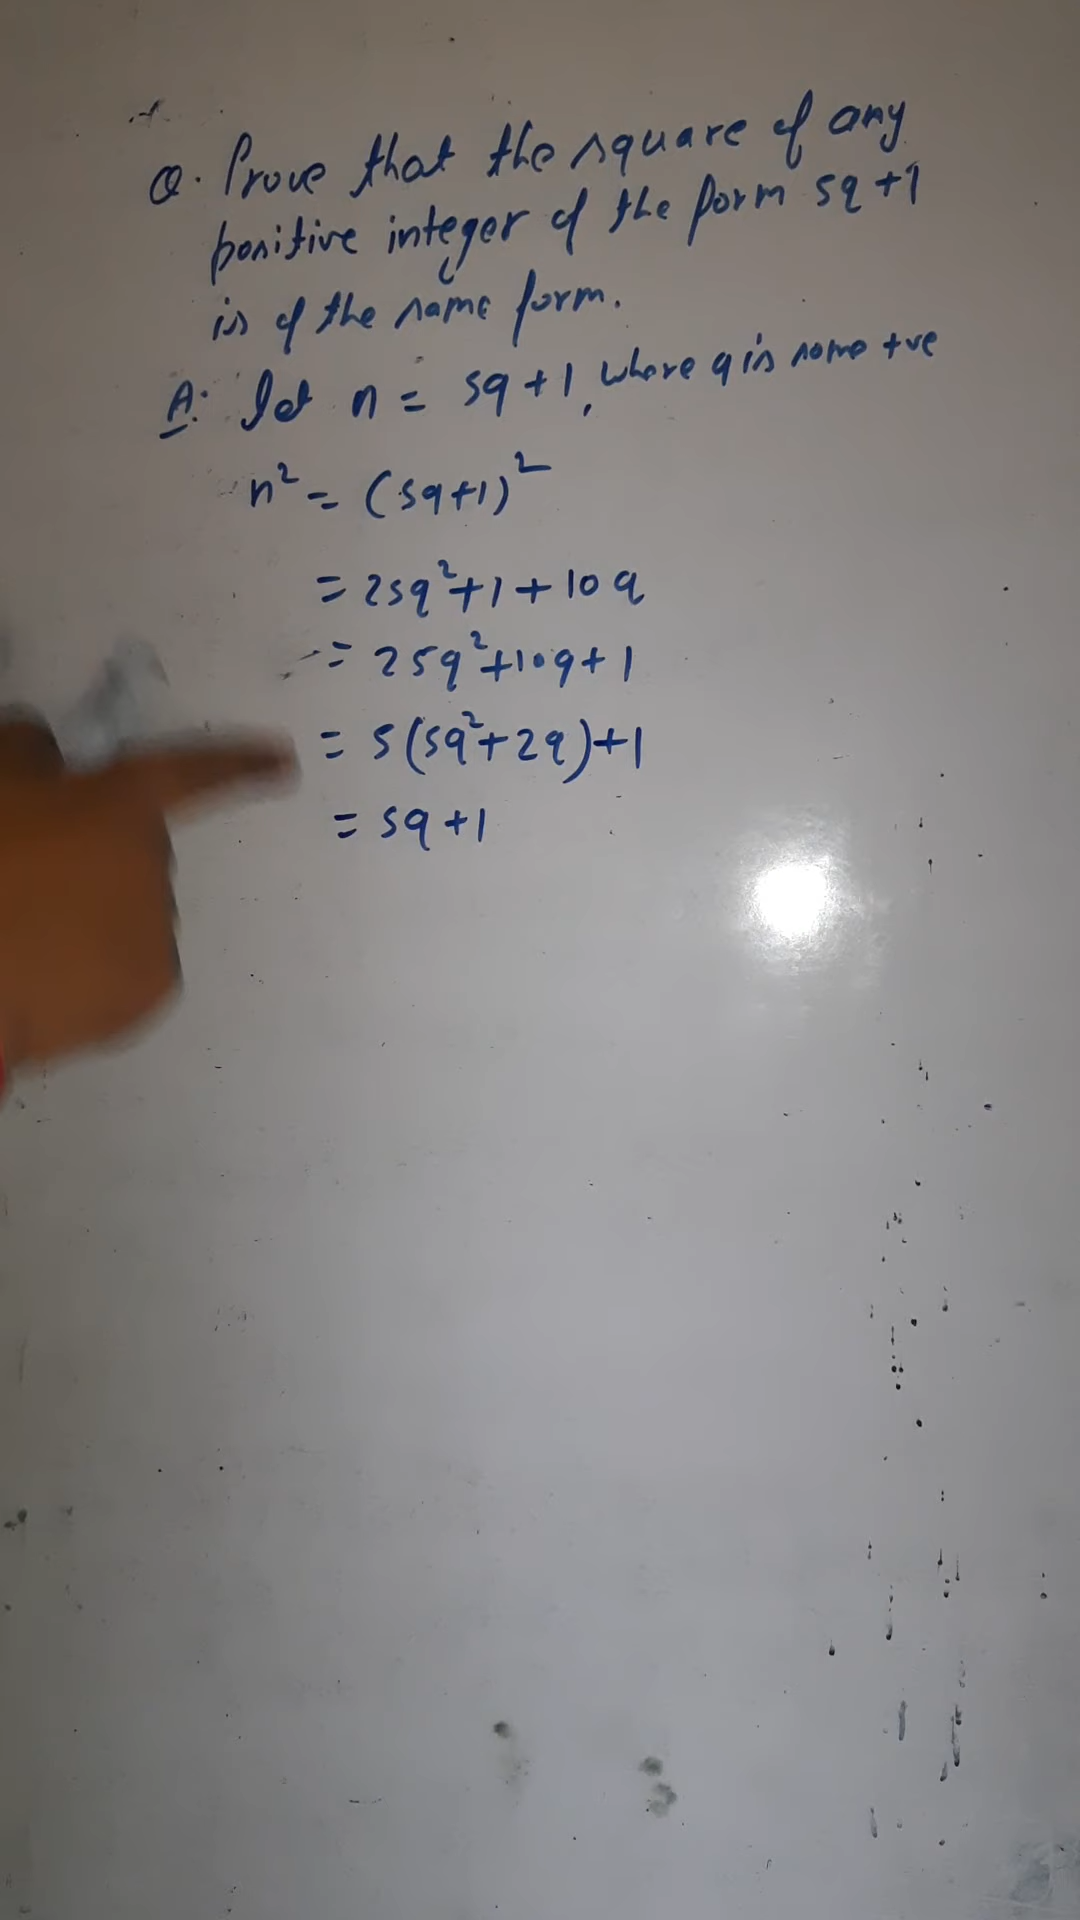 Q. Prove that the square of any
positive integer of the form 5q+1
is of the same form.
A: Let n = 5q+1, where q is some +ve
n² = (5q+1)²
= 25q²+1+10q
= 25q²+10q+1
= 5(5q²+2q)+1
= 5q+1